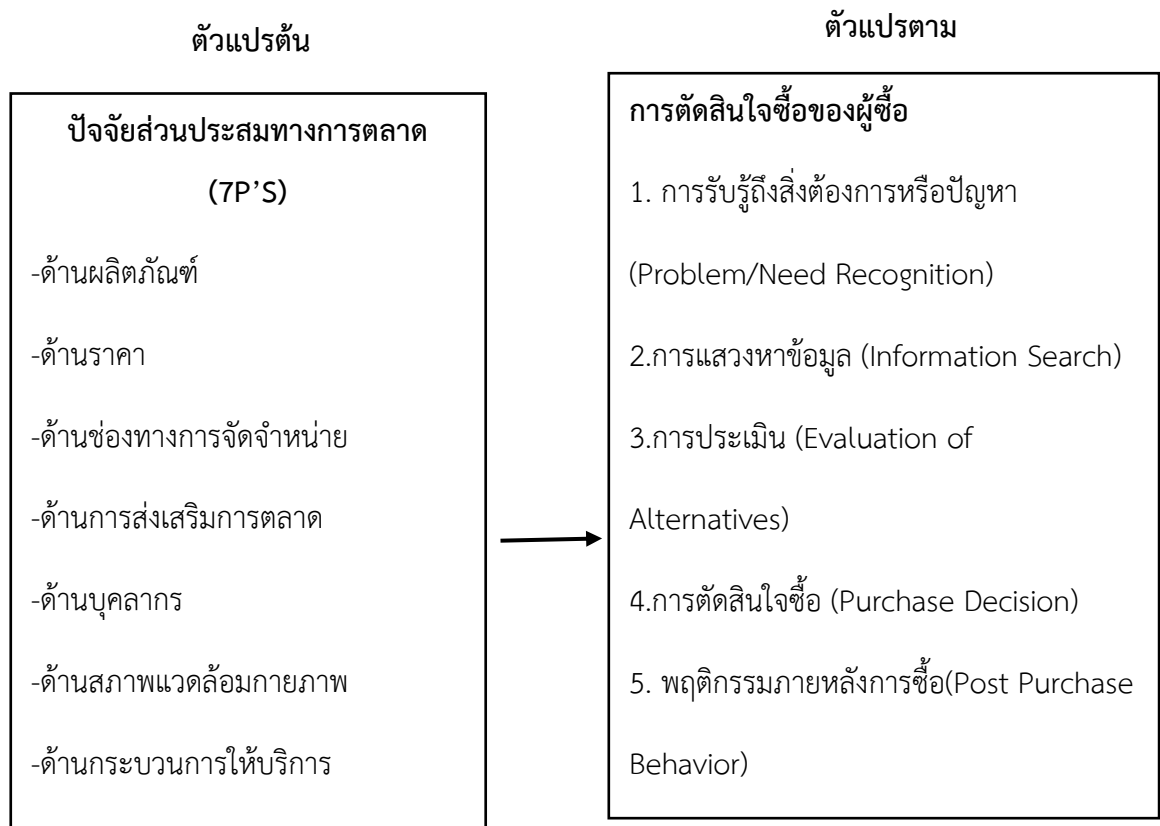 ตัวแปรต้น
ปัจจัยส่วนประสมทางการตลาด
(7P’S)
-ด้านผลิตภัณฑ์
-ด้านราคา
-ด้านช่องทางการจัดจำหน่าย
-ด้านการส่งเสริมการตลาด
-ด้านบุคลากร
-ด้านสภาพแวดล้อมกายภาพ
-ด้านกระบวนการให้บริการ
ตัวแปรตาม
การตัดสินใจซื้อของผู้ซื้อ
1. การรับรู้ถึงสิ่งต้องการหรือปัญหา
(Problem/Need Recognition)
2.การแสวงหาข้อมูล (Information Search)
3.การประเมิน (Evaluation of
Alternatives)
4.การตัดสินใจซื้อ (Purchase Decision)
5. พฤติกรรมภายหลังการซื้อ(Post Purchase
Behavior)